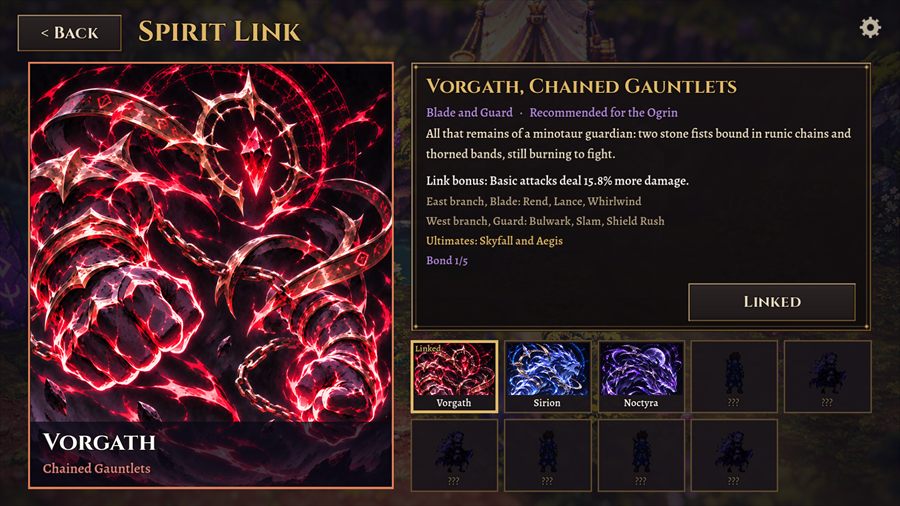 < Back
Spirit Link
Vorgath
Chained Gauntlets
Vorgath, Chained Gauntlets
Blade and Guard · Recommended for the Ogrin
All that remains of a minotaur guardian: two stone fists bound in runic chains and
thorned bands, still burning to fight.
Link bonus: Basic attacks deal 15.8% more damage.
East branch, Blade: Rend, Lance, Whirlwind
West branch, Guard: Bulwark, Slam, Shield Rush
Ultimates: Skyfall and Aegis
Bond 1/5
Linked
Linked
Vorgath
Sirion
Noctyra
???
???
???
???
???
???